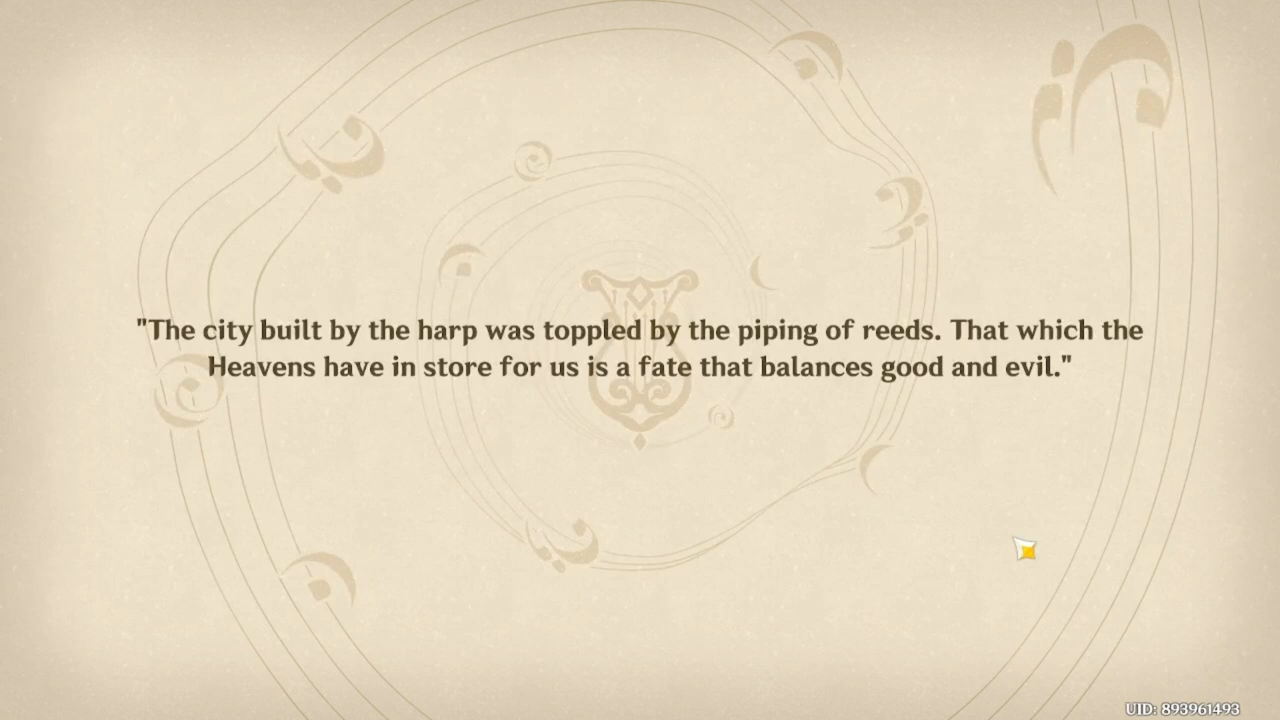 "The city built by the harp was toppled by the piping of reeds. That which the
Heavens have in store for us is a fate that balances good and evil."
UID: 893961493